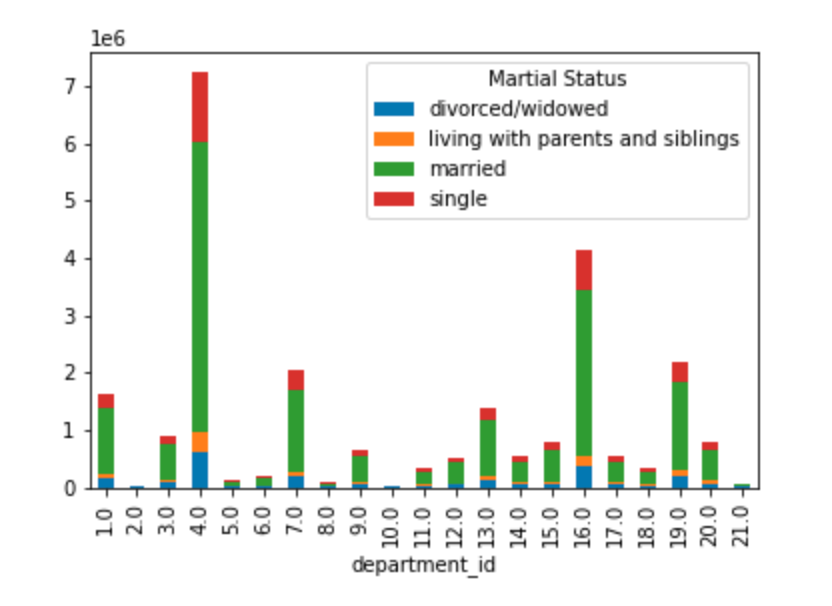 1e6
7
6
5
4
3
2
1
0
Martial Status
divorced/widowed
living with parents and siblings
married
single
1.0 2.0 3.0 4.0 5.0 6.0 7.0 8.0 9.0 10.0 11.0 12.0 13.0 14.0 15.0 16.0 17.0 18.0 19.0 20.0 21.0
department_id